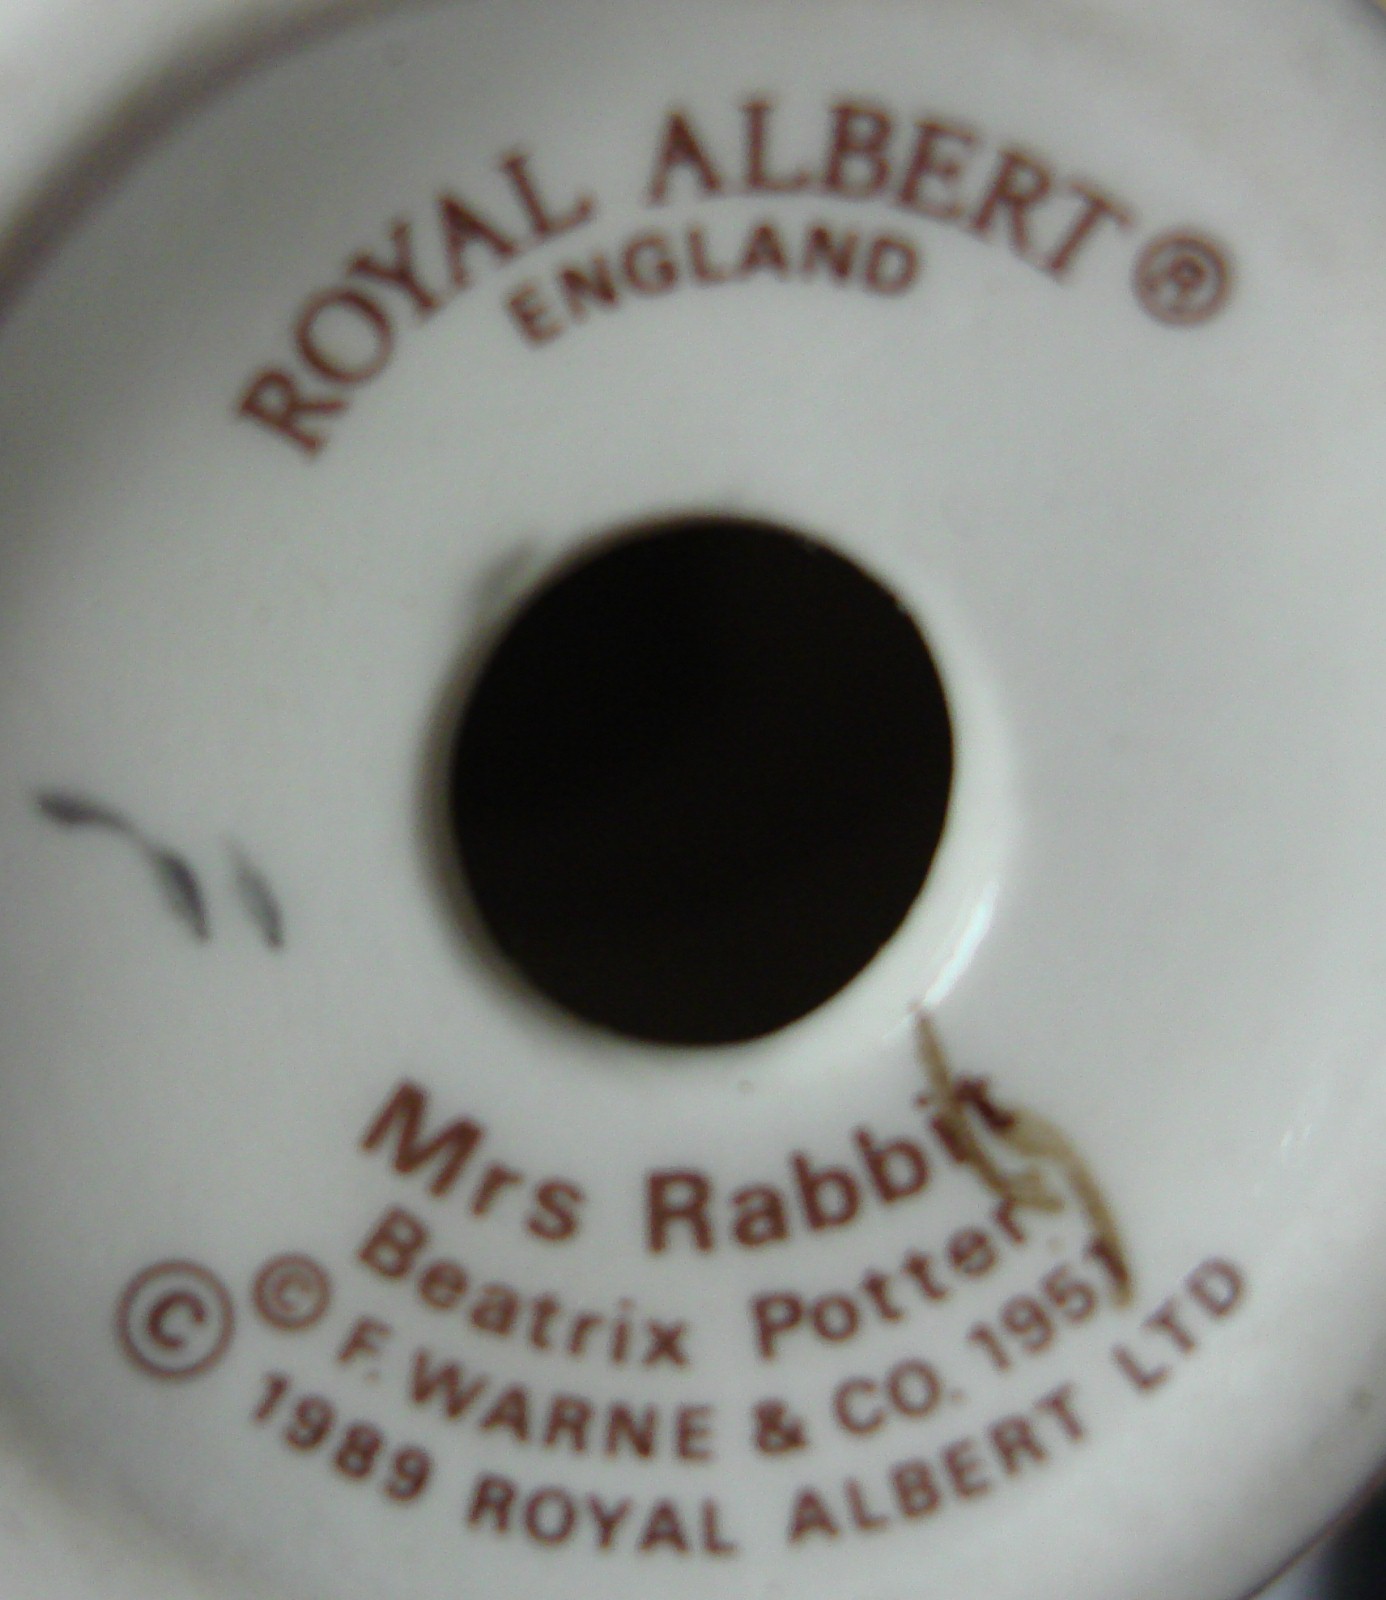 ROYAL ALBERT ®
ENGLAND
Mrs Rabbit
Beatrix Potter
© F. WARNE & CO. 1951
© 1989 ROYAL ALBERT LTD